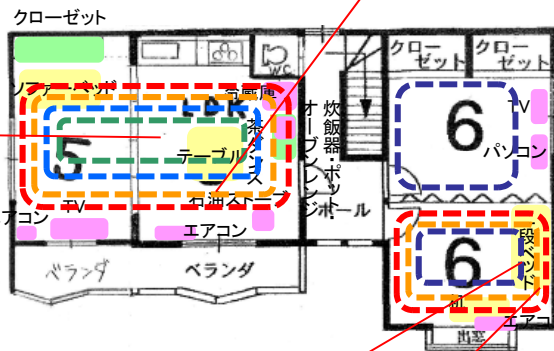 クローゼット
クロー
ゼット
クロー
ゼット
WC
ソファーベッド
冷蔵庫
LDK
炊飯器・ポット・
オーブンレンジ
茶ダンス
テーブル
5
6
TV
パソコン
石油ストーブ
ホール
エアコン
TV
エアコン
ベランダ
ベランダ
6
二段ベッド
机
エアコ
出窓